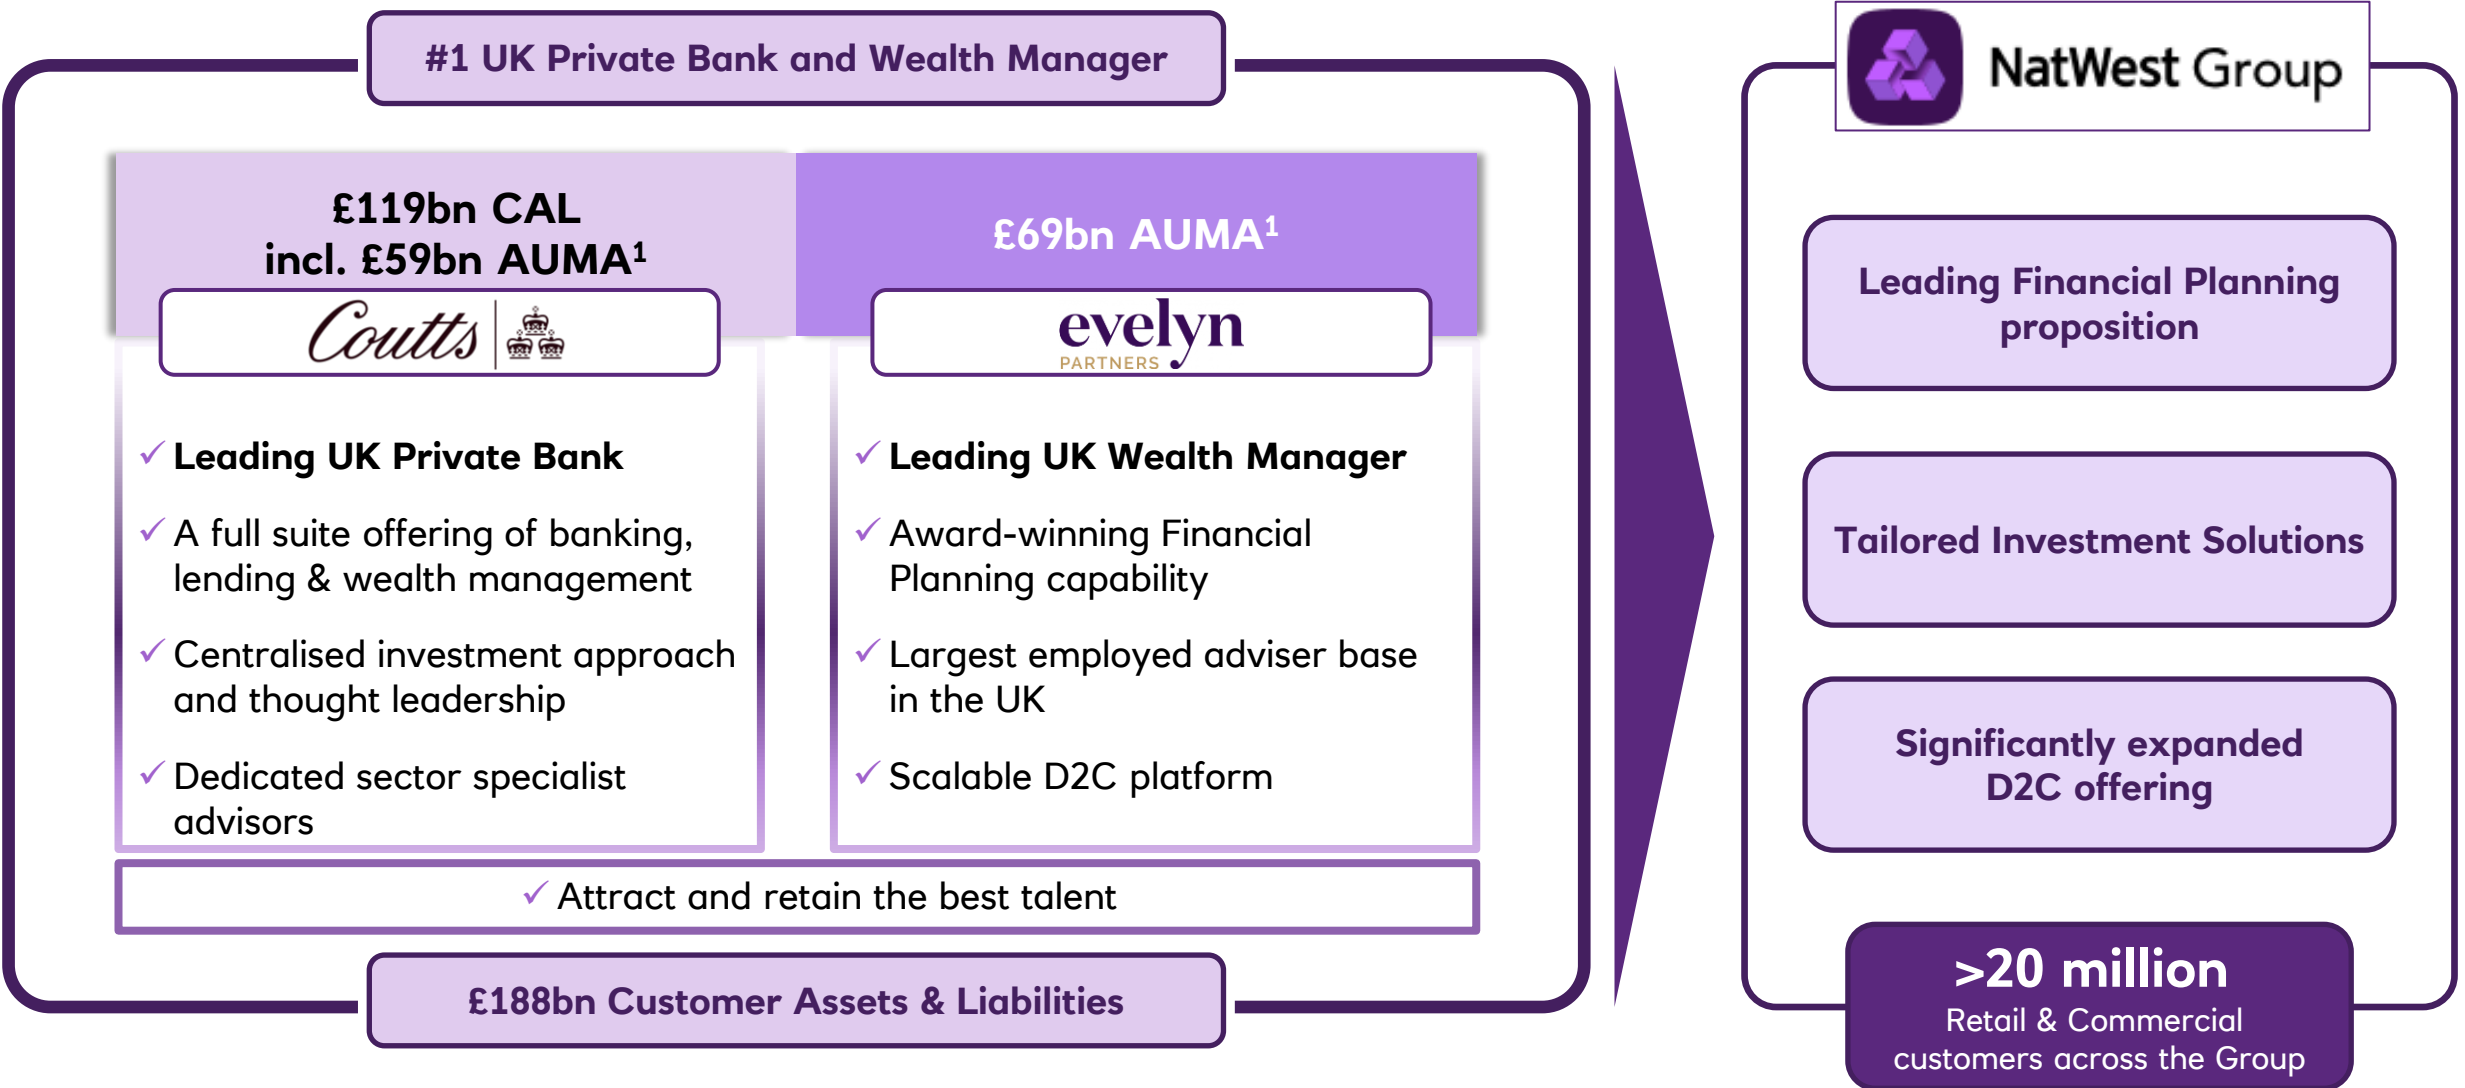 #1 UK Private Bank and Wealth Manager
£119bn CAL
incl. £59bn AUMA¹
Coutts
£69bn AUMA¹
evelyn
PARTNERS
✓ Leading UK Private Bank
✓ A full suite offering of banking,
lending & wealth management
✓ Centralised investment approach
and thought leadership
✓ Dedicated sector specialist
advisors
✓ Leading UK Wealth Manager
✓ Award-winning Financial
Planning capability
✓ Largest employed adviser base
in the UK
✓ Scalable D2C platform
✓ Attract and retain the best talent
£188bn Customer Assets & Liabilities
NatWest Group
Leading Financial Planning
proposition
Tailored Investment Solutions
Significantly expanded
D2C offering
>20 million
Retail & Commercial
customers across the Group